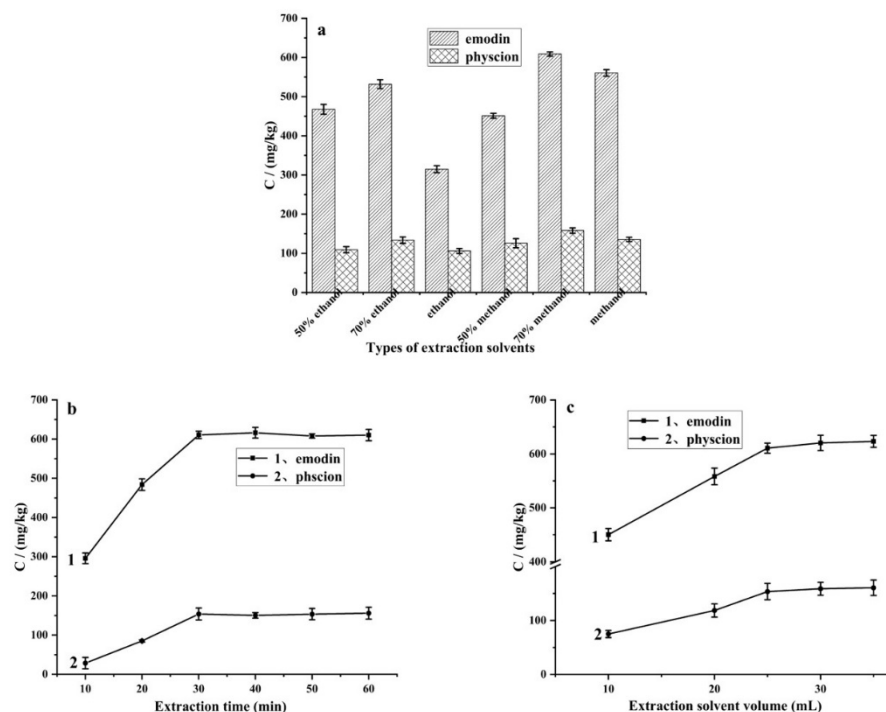 a
emodin
physcion
700
600
500
400
300
200
100
0
C / (mg/kg)
50% ethanol
70% ethanol
ethanol
50% methanol
70% methanol
methanol
Types of extraction solvents
b
1、emodin
2、phscion
700
600
500
400
300
200
100
0
C / (mg/kg)
1
2
10
20
30
40
50
60
Extraction time (min)
c
1、emodin
2、physcion
700
600
500
400
100
0
C / (mg/kg)
1
2
10
20
30
Extraction solvent volume (mL)